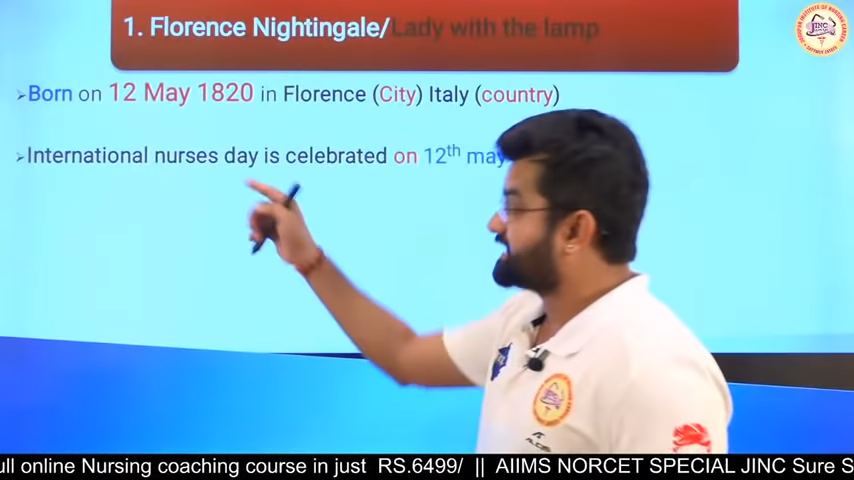 1. Florence Nightingale/Lady with the lamp
➢Born on 12 May 1820 in Florence (City) Italy (country)
➢International nurses day is celebrated on 12th may
JINC
ull online Nursing coaching course in just RS.6499/ || AIIMS NORCET SPECIAL JINC Sure S